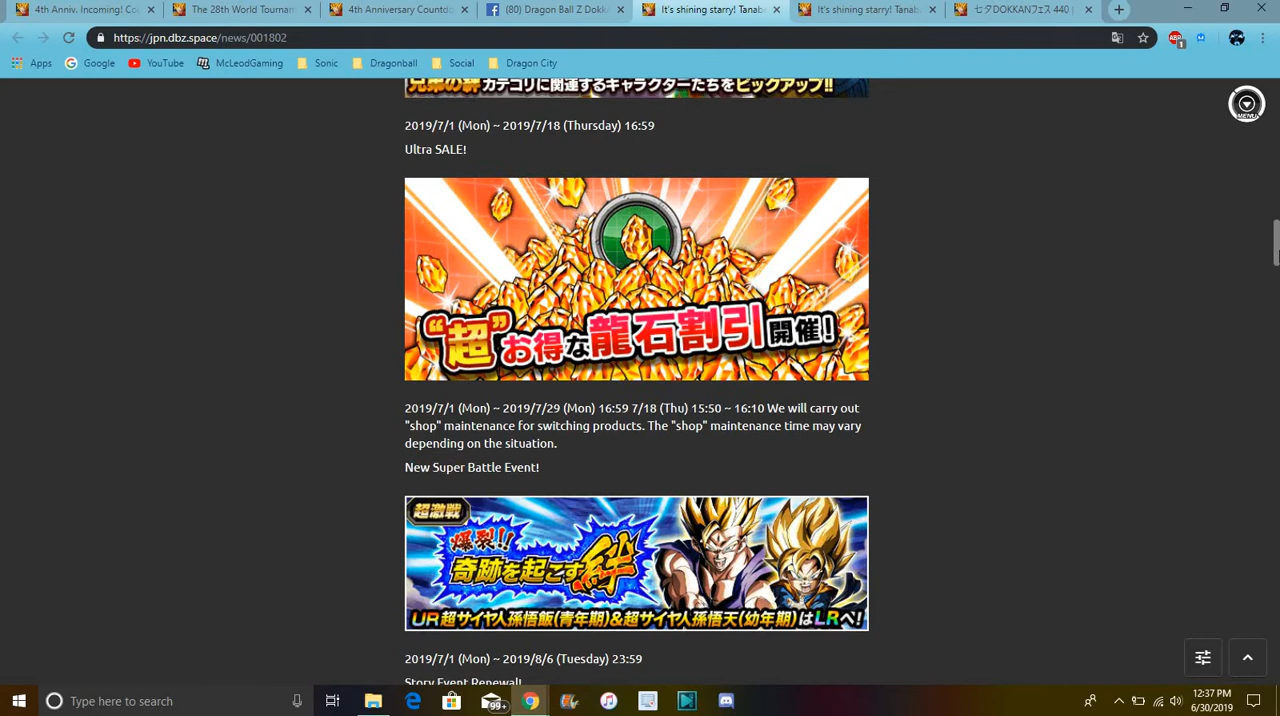 4th Anniv. Incoming! Co
The 28th World Tournam
4th Anniversary Countdo
(80) Dragon Ball Z Dokk
It's shining starry! Tanaba
It's shining starry! Tanab
七夕DOKKANフェス 440
https://jpn.dbz.space/news/001802
Apps
Google
YouTube
McLeodGaming
Sonic
Dragonball
Social
Dragon City
兄弟の絆 カテゴリに関連するキャラクターたちをピックアップ!!
MENU
2019/7/1 (Mon) ~ 2019/7/18 (Thursday) 16:59
Ultra SALE!
"超"お得な龍石割引開催!
2019/7/1 (Mon) ~ 2019/7/29 (Mon) 16:59 7/18 (Thu) 15:50 ~ 16:10 We will carry out
"shop" maintenance for switching products. The "shop" maintenance time may vary
depending on the situation.
New Super Battle Event!
超激戦
爆裂!!
奇跡を起こす絆
UR超サイヤ人孫悟飯(青年期)&超サイヤ人孫悟天(幼年期)はLRへ!
2019/7/1 (Mon) ~ 2019/8/6 (Tuesday) 23:59
Story Event Renewal!
Type here to search
99+
12:37 PM
6/30/2019